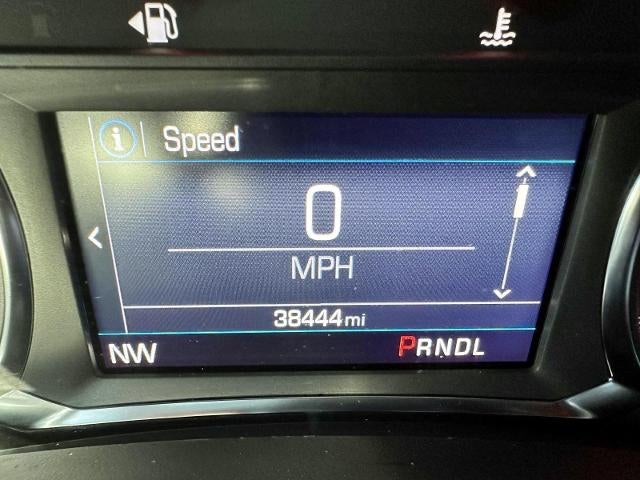 i Speed
0
MPH
38444 mi
NW PRNDL